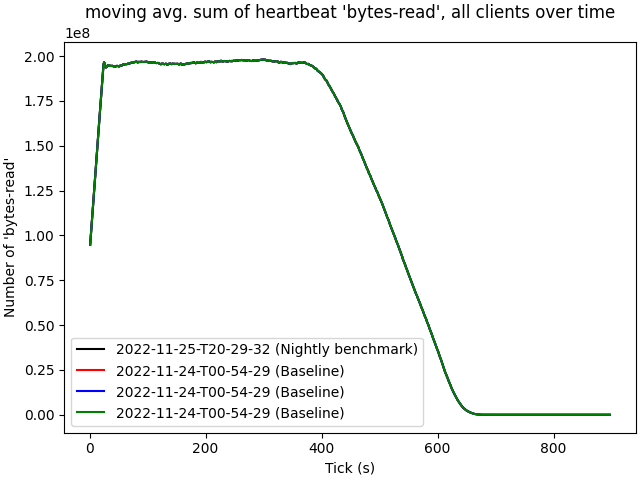 moving avg. sum of heartbeat 'bytes-read', all clients over time
1e8
2.00
1.75
1.50
1.25
1.00
0.75
0.50
0.25
0.00
Number of 'bytes-read'
2022-11-25-T20-29-32 (Nightly benchmark)
2022-11-24-T00-54-29 (Baseline)
2022-11-24-T00-54-29 (Baseline)
2022-11-24-T00-54-29 (Baseline)
0 200 400 600 800
Tick (s)